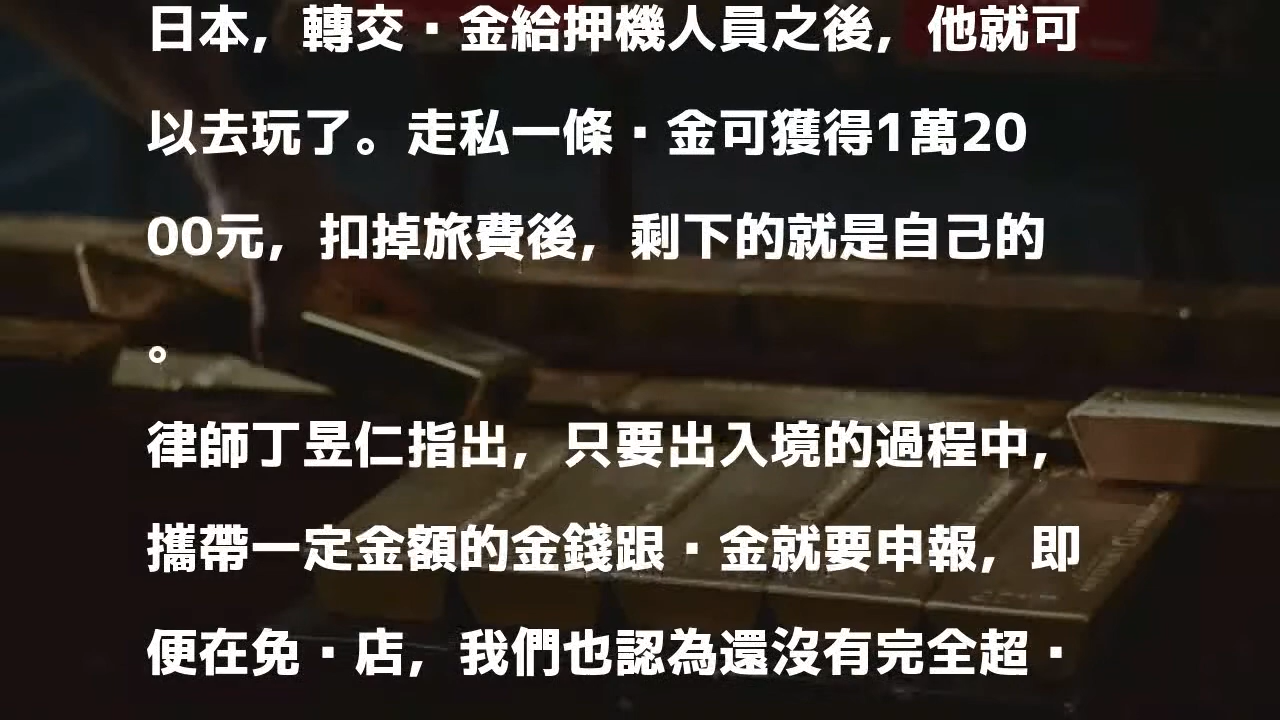 日本，轉交·金給押機人員之後，他就可
以去玩了。走私一條·金可獲得1萬20
00元，扣掉旅費後，剩下的就是自己的
。
律師丁昱仁指出，只要出入境的過程中，
攜帶一定金額的金錢跟·金就要申報，即
便在免·店，我們也認為還沒有完全超·